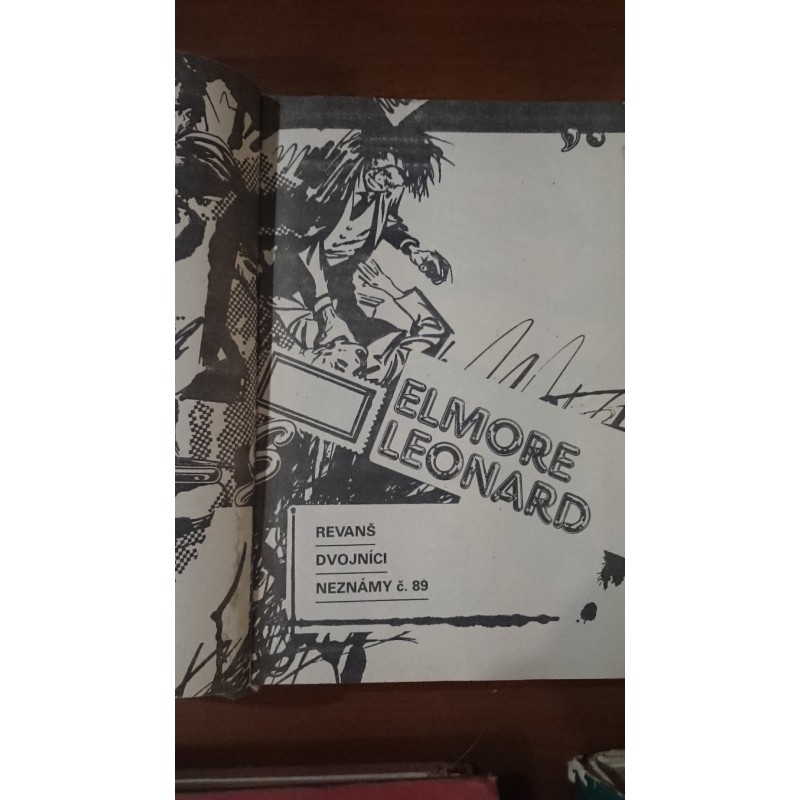 ELMORE
LEONARD
REVANŠ
DVOJNÍCI
NEZNÁMY č. 89